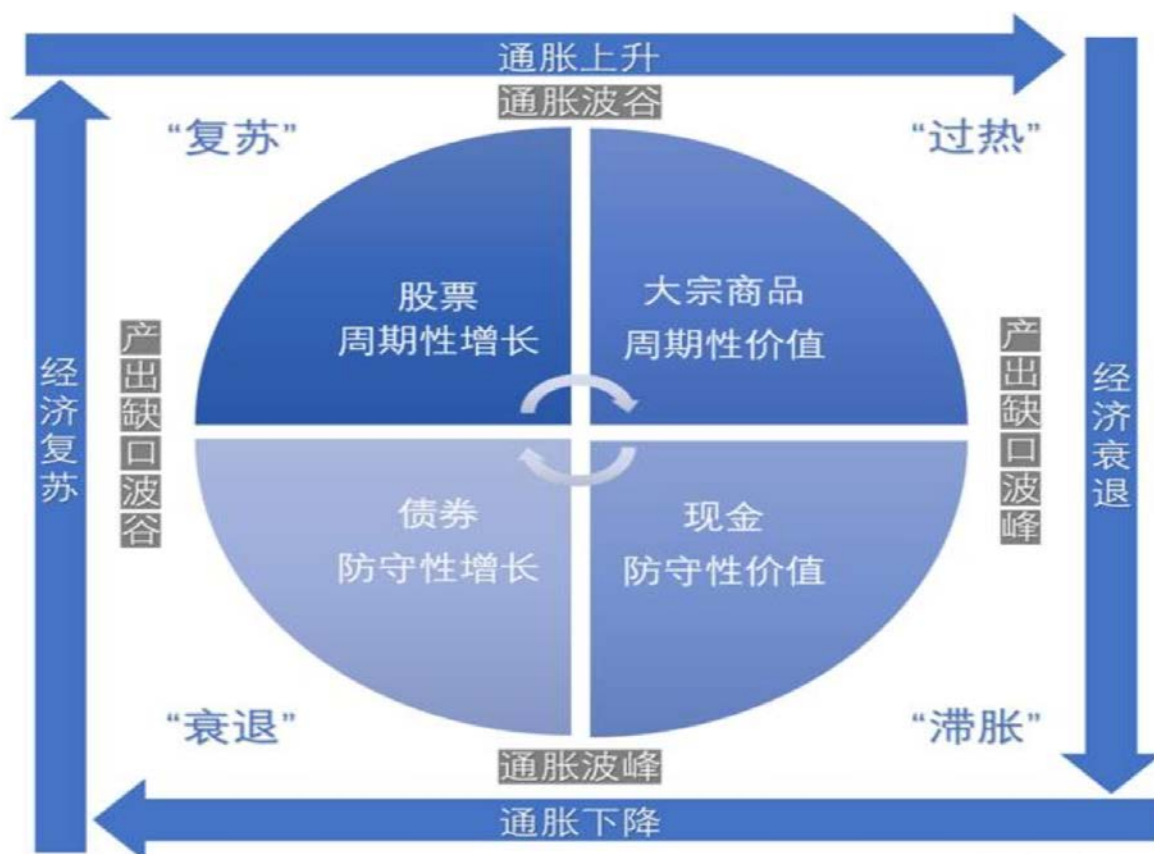 通胀上升
通胀波谷
“复苏”
“过热”
股票
周期性增长
大宗商品
周期性价值
产出缺口波谷
经济复苏
产出缺口波峰
经济衰退
债券
防守性增长
现金
防守性价值
“衰退”
“滞胀”
通胀波峰
通胀下降